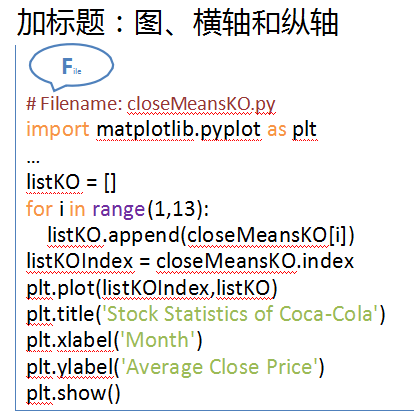 加标题：图、横轴和纵轴
File
# Filename: closeMeansKO.py
import matplotlib.pyplot as plt
…
listKO = []
for i in range(1,13):
    listKO.append(closeMeansKO[i])
listKOIndex = closeMeansKO.index
plt.plot(listKOIndex,listKO)
plt.title('Stock Statistics of Coca-Cola')
plt.xlabel('Month')
plt.ylabel('Average Close Price')
plt.show()